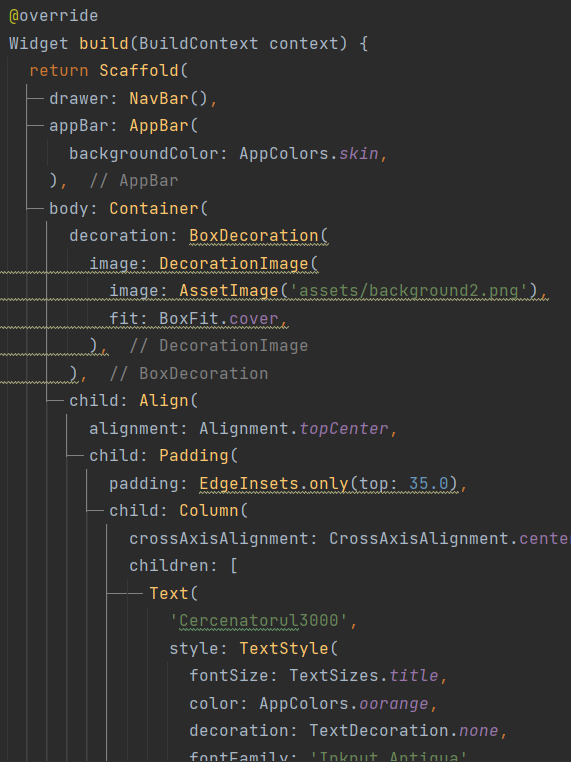 @override
Widget build(BuildContext context) {
return Scaffold(
drawer: NavBar(),
appBar: AppBar(
backgroundColor: AppColors.skin,
), // AppBar
body: Container(
decoration: BoxDecoration(
image: DecorationImage(
image: AssetImage('assets/background2.png'),
fit: BoxFit.cover,
), // DecorationImage
), // BoxDecoration
child: Align(
alignment: Alignment.topCenter,
child: Padding(
padding: EdgeInsets.only(top: 35.0),
child: Column(
crossAxisAlignment: CrossAxisAlignment.center
children: [
Text(
'Cercenatorul3000',
style: TextStyle(
fontSize: TextSizes.title,
color: AppColors.oorange,
decoration: TextDecoration.none,
fontFamily: 'Inknut Antiqua'